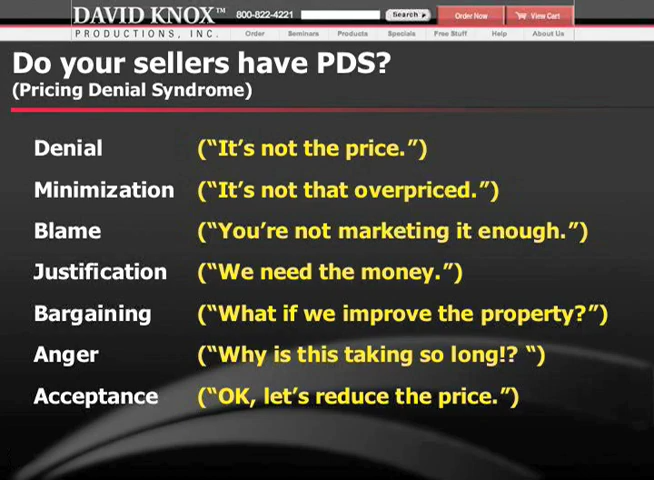 DAVID KNOX™ 800-822-4221 Search Order Now View Cart
PRODUCTIONS, INC. Order Seminars Products Specials Free Stuff Help About Us
Do your sellers have PDS?
(Pricing Denial Syndrome)
Denial (“It’s not the price.”)
Minimization (“It’s not that overpriced.”)
Blame (“You’re not marketing it enough.”)
Justification (“We need the money.”)
Bargaining (“What if we improve the property?”)
Anger (“Why is this taking so long!? “)
Acceptance (“OK, let’s reduce the price.”)